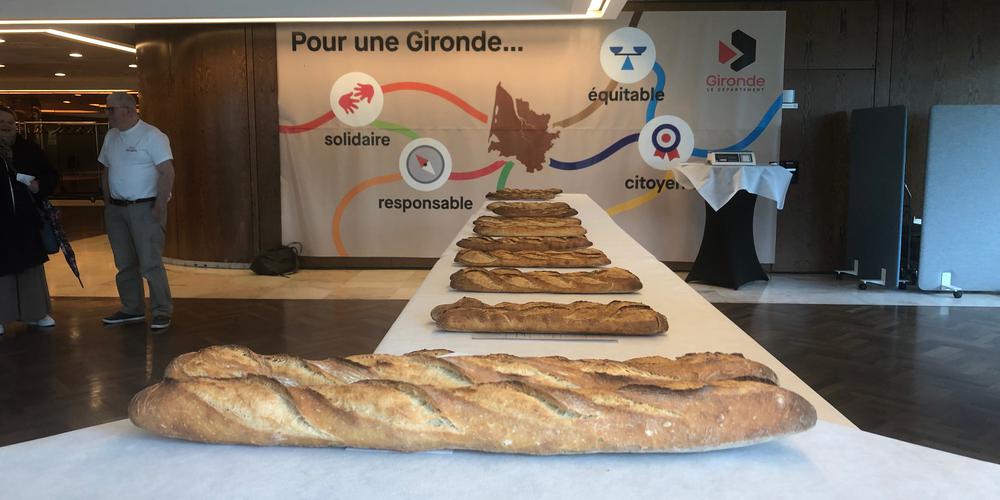 Pour une Gironde...
solidaire
responsable
équitable
citoyen
Gironde
LE DÉPARTEMENT